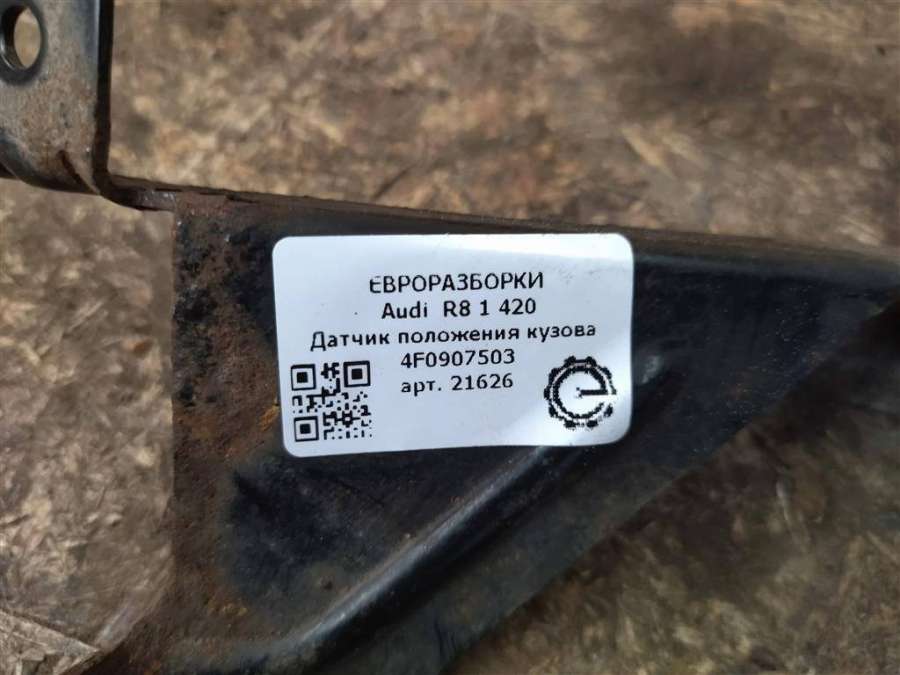 ЕВРОРАЗБОРКИ
Audi R8 1 420
Датчик положения кузова
4F0907503
арт. 21626